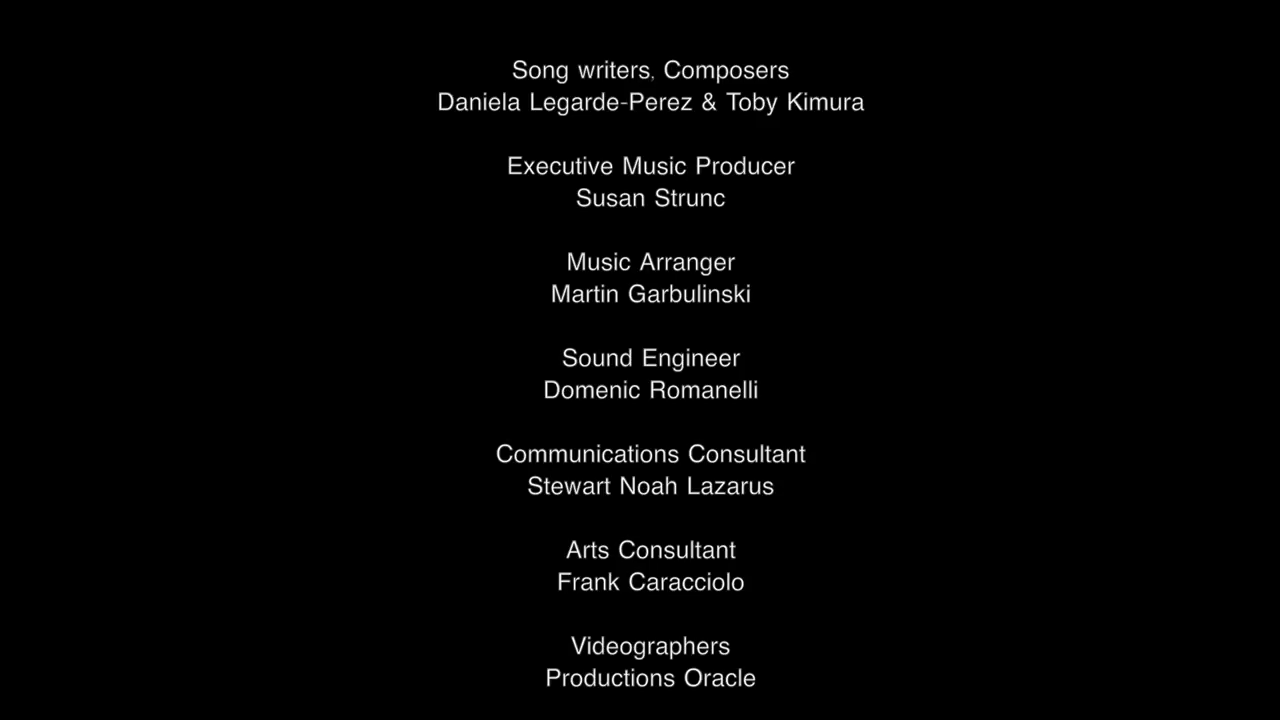 Song writers, Composers
Daniela Legarde-Perez & Toby Kimura
Executive Music Producer
Susan Strunc
Music Arranger
Martin Garbulinski
Sound Engineer
Domenic Romanelli
Communications Consultant
Stewart Noah Lazarus
Arts Consultant
Frank Caracciolo
Videographers
Productions Oracle